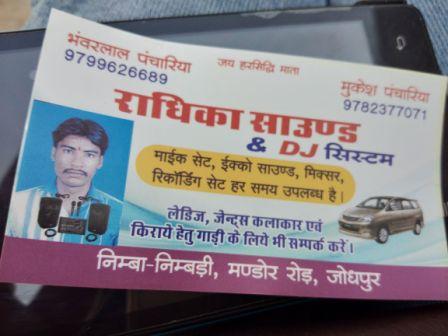 भंवरलाल पंचारिया
9799626689
जय हरसिद्धि माता
मुकेश पंचारिया
9782377071
राधिका साउण्ड
& DJ सिस्टम
माईक सेट, ईक्को साउण्ड, मिक्सर,
रिकॉर्डिंग सेट हर समय उपलब्ध है।
लेडिज, जेन्ट्स कलाकार एवं
किराये हेतु गाड़ी के लिये भी सम्पर्क करें।
निम्बा-निम्बड़ी, मण्डोर रोड़, जोधपुर